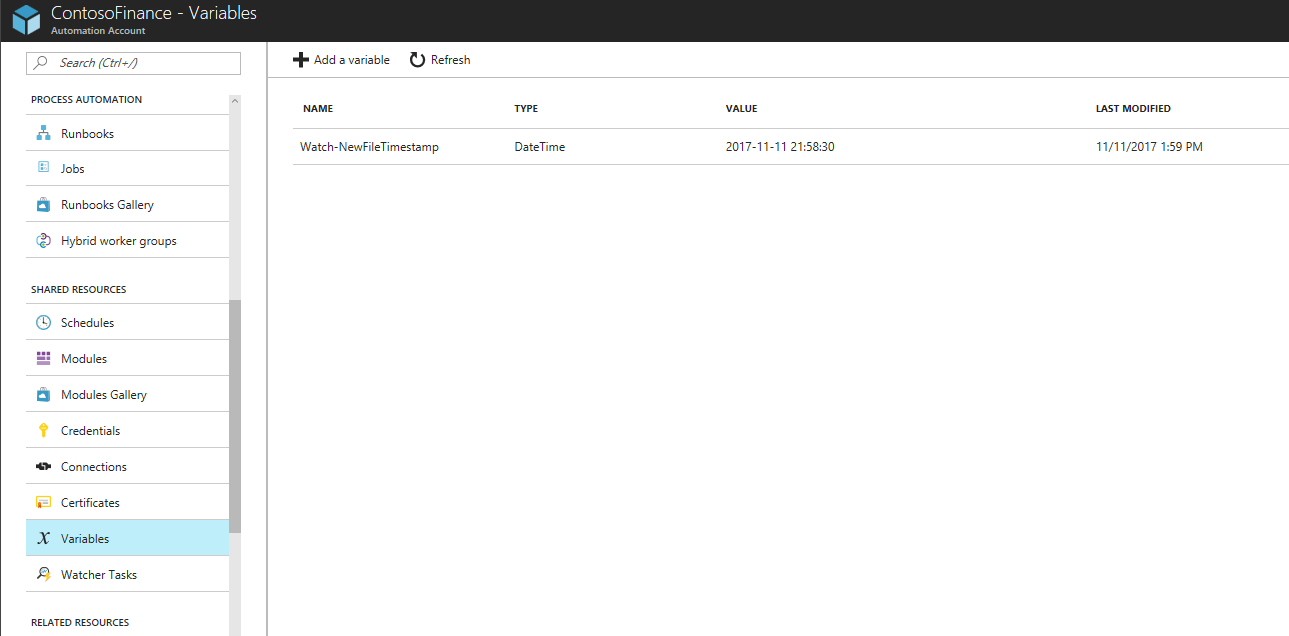 ContosoFinance - Variables
Automation Account
Search (Ctrl+/)
PROCESS AUTOMATION
Runbooks
Jobs
Runbooks Gallery
Hybrid worker groups
SHARED RESOURCES
Schedules
Modules
Modules Gallery
Credentials
Connections
Certificates
Variables
Watcher Tasks
RELATED RESOURCES
Add a variable Refresh
NAME TYPE VALUE LAST MODIFIED
Watch-NewFileTimestamp DateTime 2017-11-11 21:58:30 11/11/2017 1:59 PM